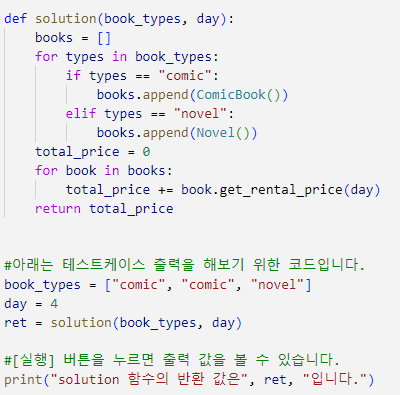 def solution(book_types, day):
    books = []
    for types in book_types:
        if types == "comic":
            books.append(ComicBook())
        elif types == "novel":
            books.append(Novel())
    total_price = 0
    for book in books:
        total_price += book.get_rental_price(day)
    return total_price
#아래는 테스트케이스 출력을 해보기 위한 코드입니다.
book_types = ["comic", "comic", "novel"]
day = 4
ret = solution(book_types, day)
#[실행] 버튼을 누르면 출력 값을 볼 수 있습니다.
print("solution 함수의 반환 값은", ret, "입니다.")